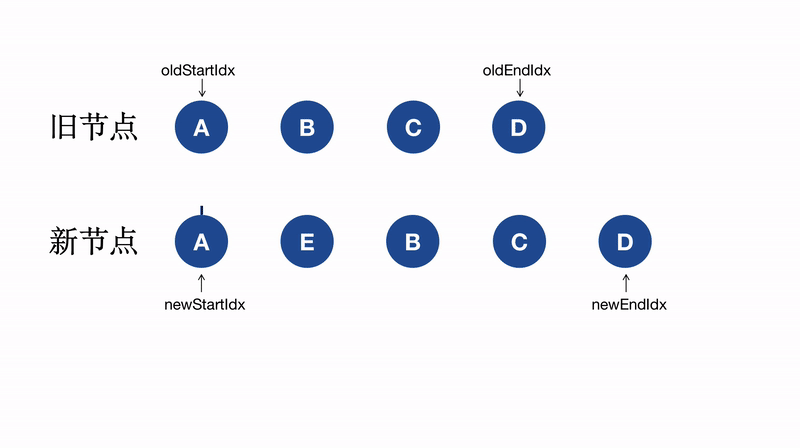 oldStartIdx oldEndIdx
旧节点 A B C D
新节点 A E B C D
newStartIdx newEndIdx